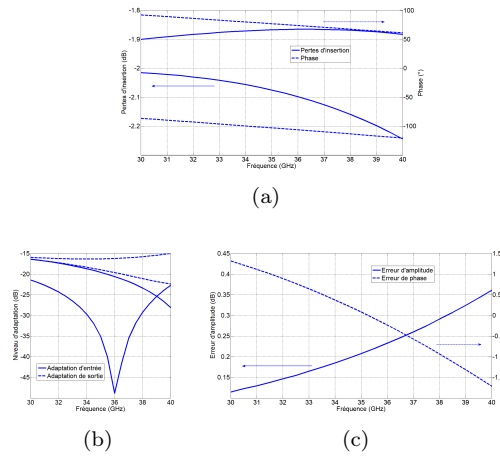 -1.8
-1.9
-2
-2.1
-2.2
100
50
0
-50
-100
Pertes d'insertion (dB)
Phase (°)
Pertes d'insertion
Phase
30 31 32 33 34 35 36 37 38 39 40
Fréquence (GHz)
(a)
-15
-20
-25
-30
-35
-40
-45
Niveau d'adaptation (dB)
Adaptation d'entrée
Adaptation de sortie
30 32 34 36 38 40
Fréquence (GHz)
(b)
0.45
0.4
0.35
0.3
0.25
0.2
0.15
Erreur d'amplitude (dB)
Erreur d'amplitude
Erreur de phase
1.5
1
0.5
0
30 31 32 33 34 35 36 37 38 39 40
Fréquence (GHz)
(c)